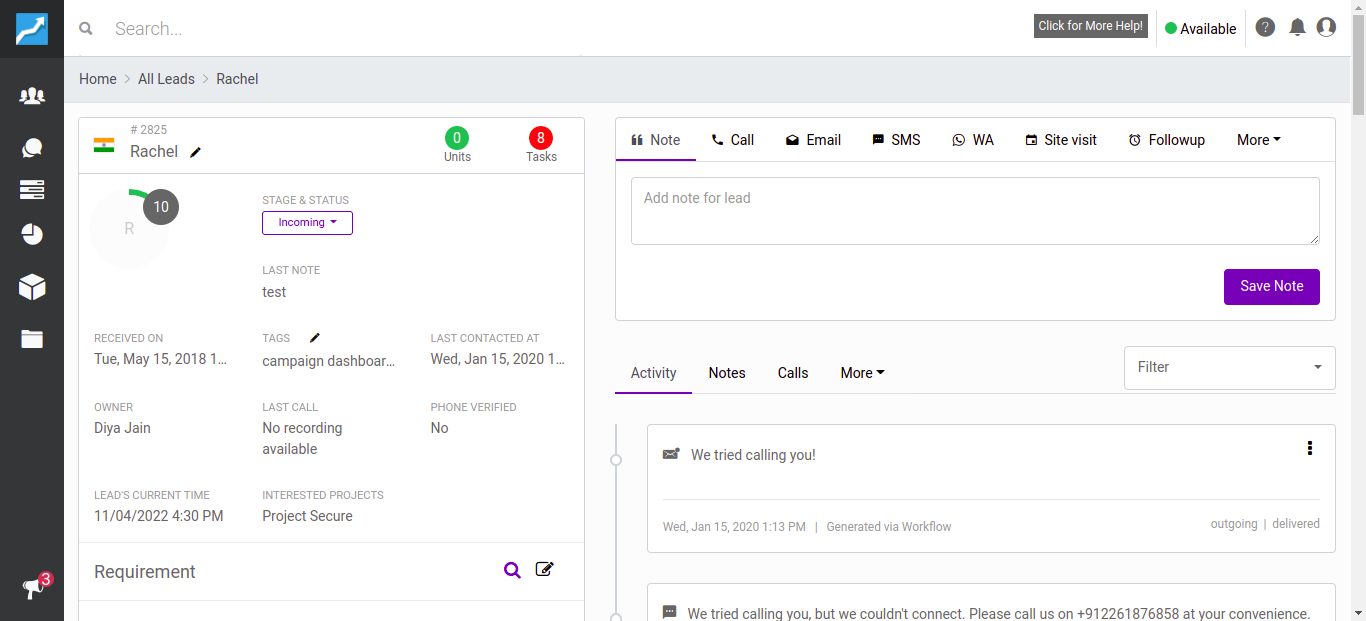 Search...
Click for More Help!
Available
?
Home > All Leads > Rachel
# 2825
Rachel
0
Units
8
Tasks
R
10
STAGE & STATUS
Incoming
LAST NOTE
test
RECEIVED ON
Tue, May 15, 2018 1...
TAGS
campaign dashboar...
LAST CONTACTED AT
Wed, Jan 15, 2020 1...
OWNER
Diya Jain
LAST CALL
No recording
available
PHONE VERIFIED
No
LEAD'S CURRENT TIME
11/04/2022 4:30 PM
INTERESTED PROJECTS
Project Secure
Requirement
3
Note Call Email SMS WA Site visit Followup More
Add note for lead
Save Note
Activity Notes Calls More
Filter
We tried calling you!
Wed, Jan 15, 2020 1:13 PM | Generated via Workflow
outgoing | delivered
We tried calling you, but we couldn't connect. Please call us on +912261876858 at your convenience.